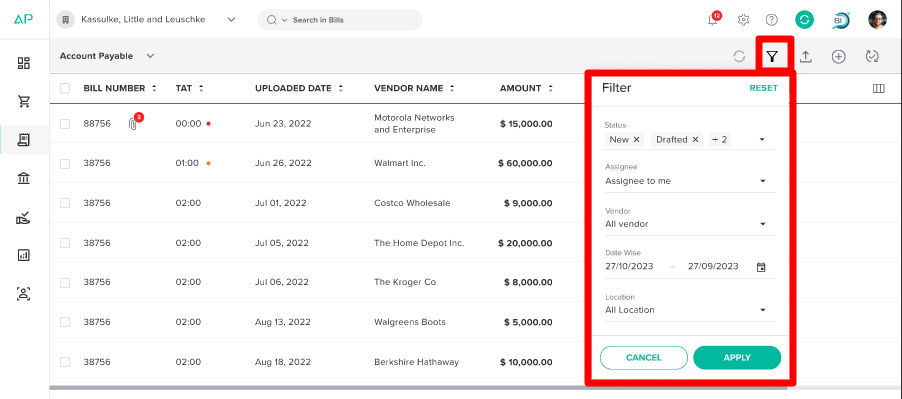 AP
Kassulke, Little and Leuschke
Search in Bills
12
BI
Account Payable
BILL NUMBER TAT UPLOADED DATE VENDOR NAME AMOUNT
88756 3 00:00 Jun 23, 2022 Motorola Networks and Enterprise $ 15,000.00
38756 01:00 Jun 26, 2022 Walmart Inc. $ 60,000.00
38756 02:00 Jul 01, 2022 Costco Wholesale $ 9,000.00
38756 02:00 Jul 05, 2022 The Home Depot Inc. $ 20,000.00
38756 02:00 Jul 06, 2022 The Kroger Co $ 8,000.00
38756 02:00 Aug 13, 2022 Walgreens Boots $ 5,000.00
38756 02:00 Aug 18, 2022 Berkshire Hathaway $ 10,000.00
Filter RESET
Status
New × Drafted × + 2
Assignee
Assignee to me
Vendor
All vendor
Date Wise
27/10/2023 → 27/09/2023
Location
All Location
CANCEL APPLY